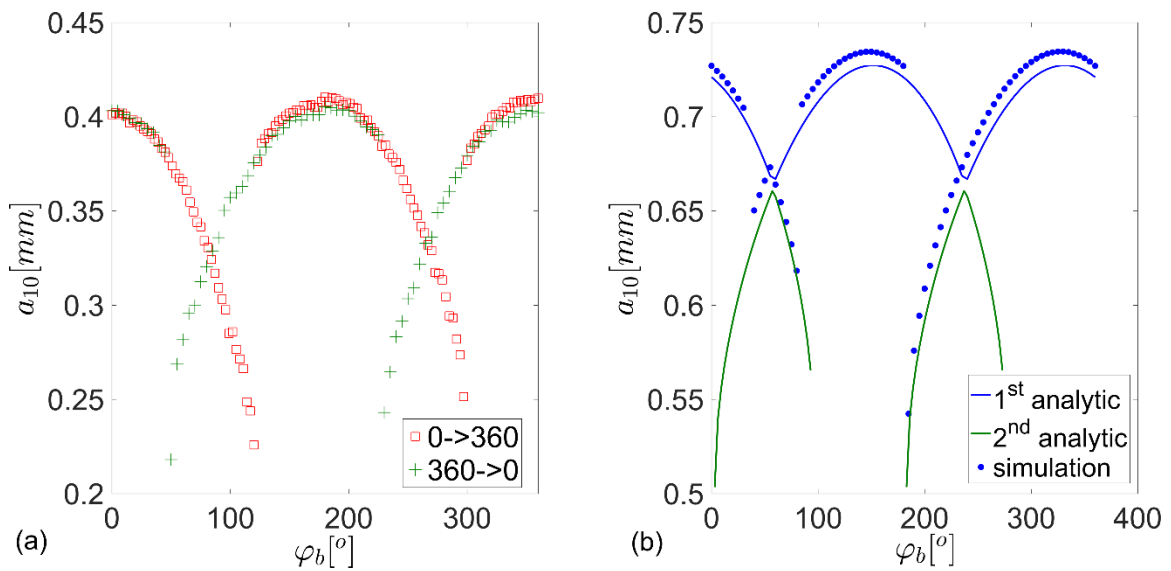 0.45
0.4
0.35
0.3
0.25
0.2
a10[mm]
0 100 200 300
φb[o]
(a)
0->360
360->0
0.75
0.7
0.65
0.6
0.55
0.5
a10[mm]
0 100 200 300 400
φb[o]
(b)
1st analytic
2nd analytic
simulation